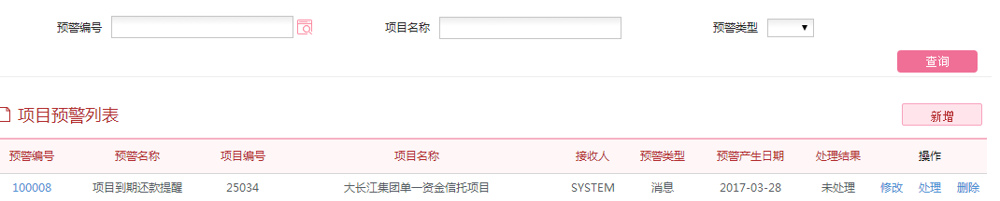 预警编号 项目名称 预警类型
查询
项目预警列表 新增
预警编号 预警名称 项目编号 项目名称 接收人 预警类型 预警产生日期 处理结果 操作
100008 项目到期还款提醒 25034 大长江集团单一资金信托项目 SYSTEM 消息 2017-03-28 未处理 修改 处理 删除